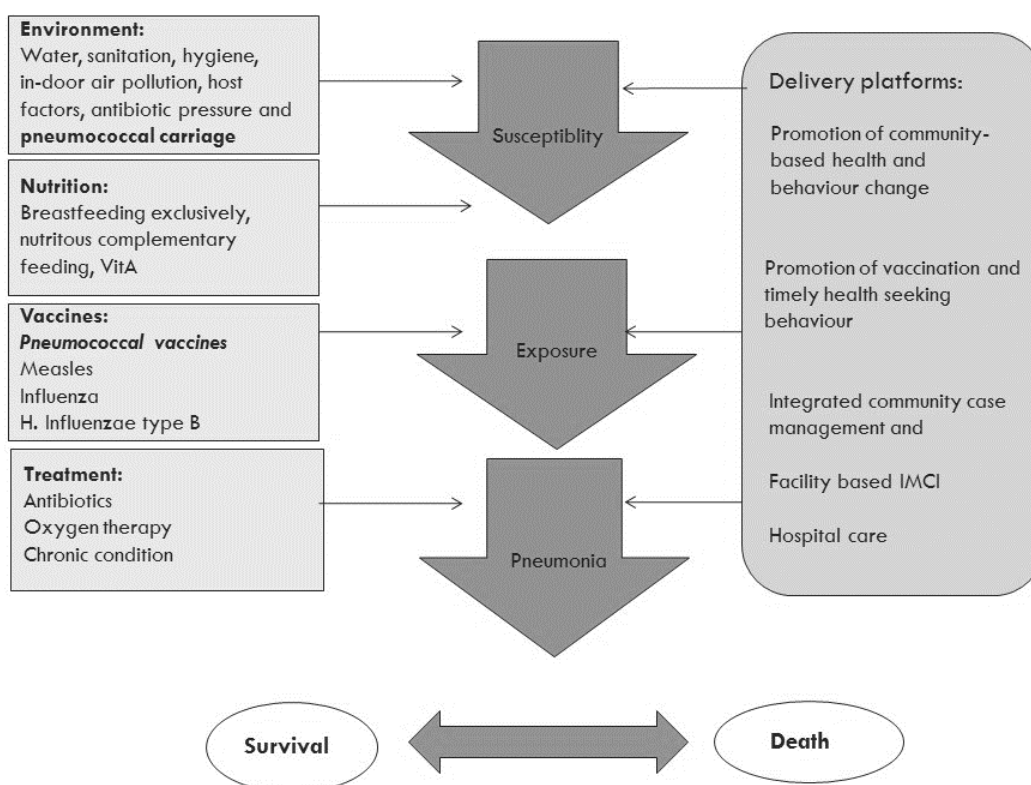 Environment:
Water, sanitation, hygiene,
in-door air pollution, host
factors, antibiotic pressure and
pneumococcal carriage
Nutrition:
Breastfeeding exclusively,
nutritous complementary
feeding, VitA
Vaccines:
Pneumococcal vaccines
Measles
Influenza
H. Influenzae type B
Treatment:
Antibiotics
Oxygen therapy
Chronic condition
Susceptiblity
Exposure
Pneumonia
Delivery platforms:
Promotion of community-
based health and
behaviour change
Promotion of vaccination and
timely health seeking
behaviour
Integrated community case
management and
Facility based IMCI
Hospital care
Survival
Death